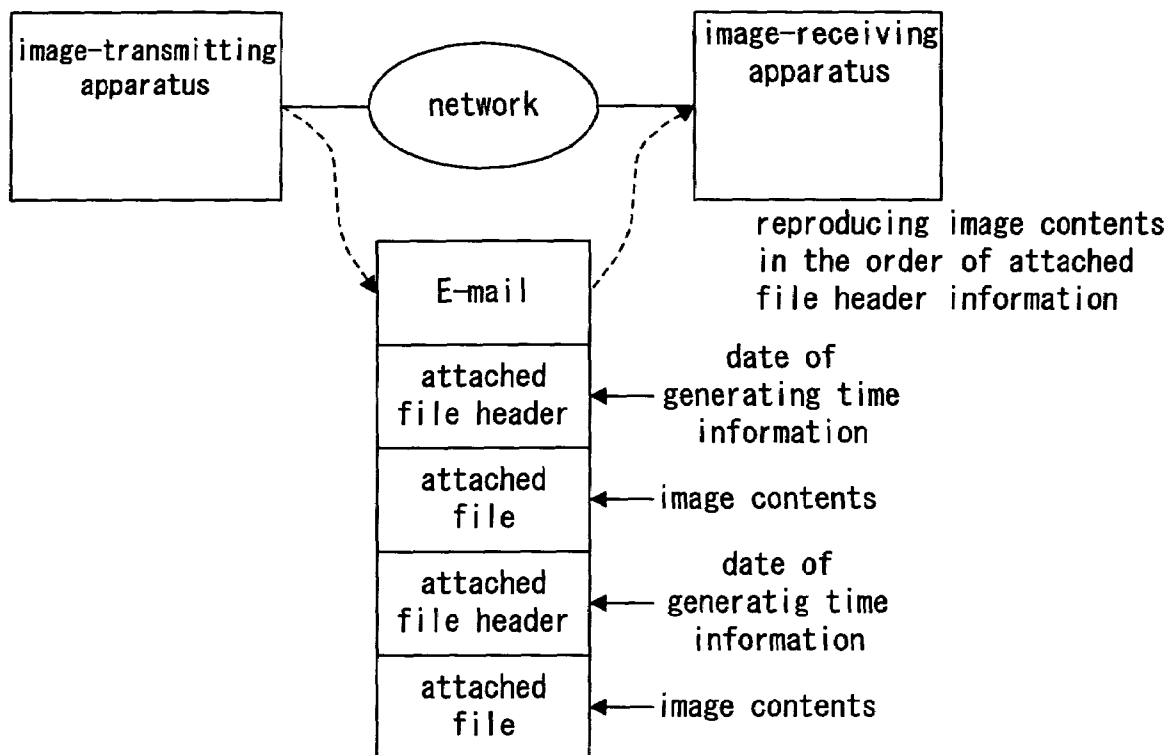 image-transmitting
apparatus
network
image-receiving
apparatus
reproducing image contents
in the order of attached
file header information
E-mail
attached
file header
date of
generating time
information
attached
file
image contents
attached
file header
date of
generatig time
information
attached
file
image contents